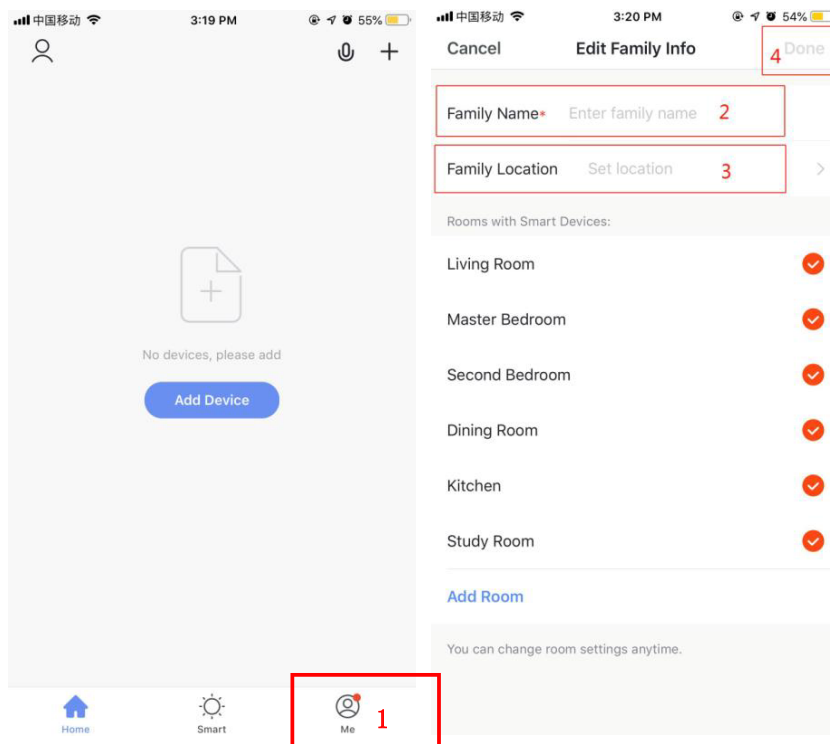 中国移动 3:19 PM 55%
No devices, please add
Add Device
Home Smart Me 1
中国移动 3:20 PM 54%
Cancel Edit Family Info 4 Done
Family Name* Enter family name 2
Family Location Set location 3
Rooms with Smart Devices:
Living Room
Master Bedroom
Second Bedroom
Dining Room
Kitchen
Study Room
Add Room
You can change room settings anytime.